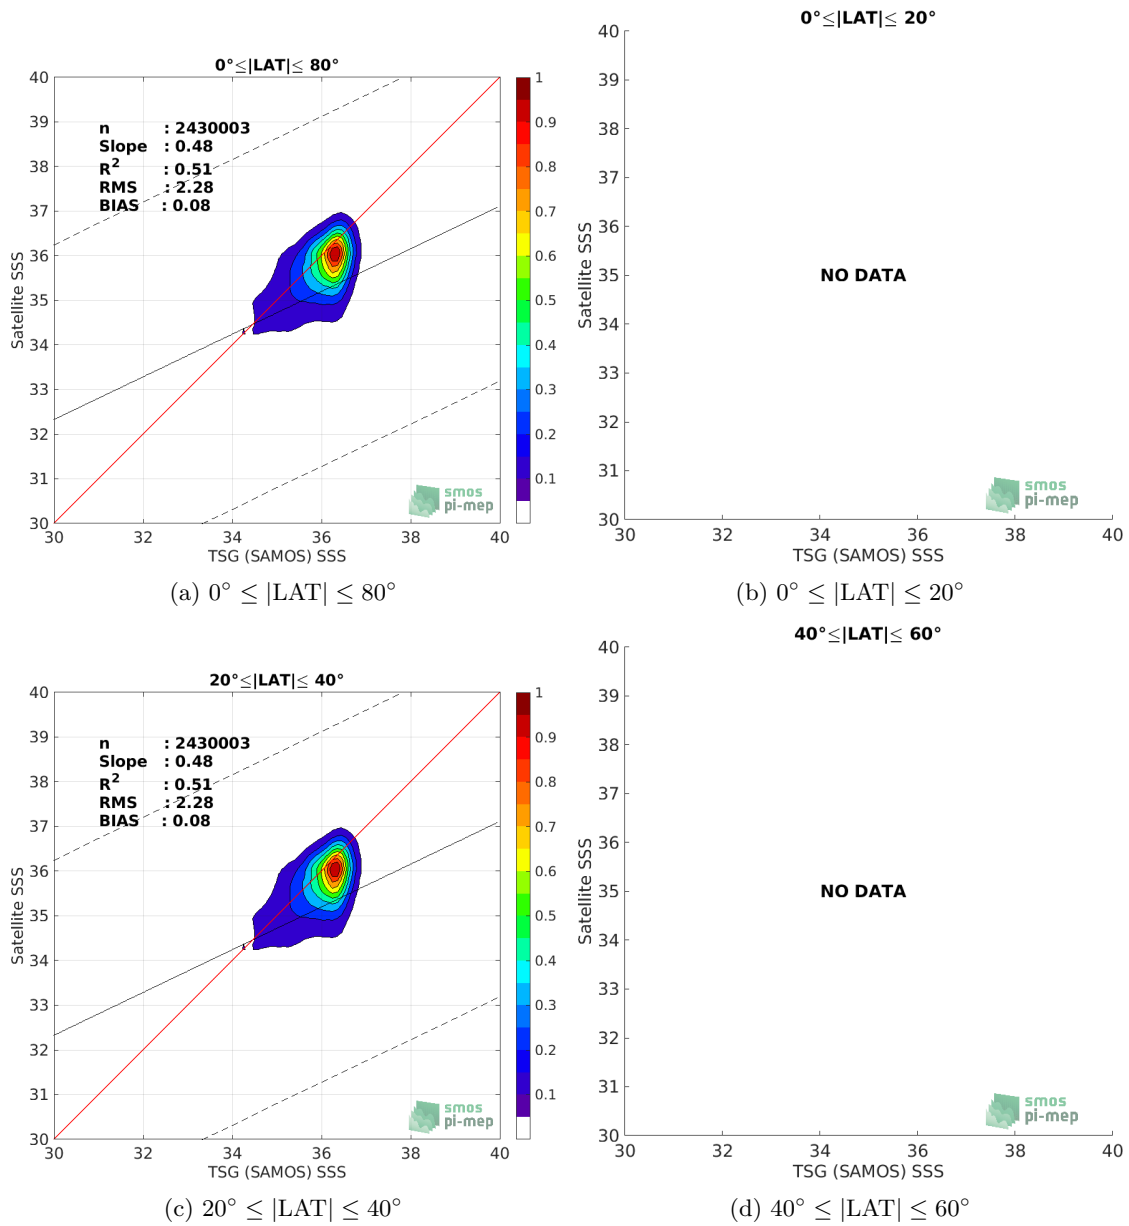 0°≤|LAT|≤ 80°
40
39
38
37
36
35
34
33
32
31
30
Satellite SSS
n : 2430003
Slope : 0.48
R² : 0.51
RMS : 2.28
BIAS : 0.08
1
0.9
0.8
0.7
0.6
0.5
0.4
0.3
0.2
0.1
smos
pi-mep
30 32 34 36 38 40
TSG (SAMOS) SSS
(a) 0° ≤ |LAT| ≤ 80°
0°≤|LAT|≤ 20°
40
39
38
37
36
35
34
33
32
31
30
Satellite SSS
NO DATA
smos
pi-mep
30 32 34 36 38 40
TSG (SAMOS) SSS
(b) 0° ≤ |LAT| ≤ 20°
20°≤|LAT|≤ 40°
40
39
38
37
36
35
34
33
32
31
30
Satellite SSS
n : 2430003
Slope : 0.48
R² : 0.51
RMS : 2.28
BIAS : 0.08
1
0.9
0.8
0.7
0.6
0.5
0.4
0.3
0.2
0.1
smos
pi-mep
30 32 34 36 38 40
TSG (SAMOS) SSS
(c) 20° ≤ |LAT| ≤ 40°
40°≤|LAT|≤ 60°
40
39
38
37
36
35
34
33
32
31
30
Satellite SSS
NO DATA
smos
pi-mep
30 32 34 36 38 40
TSG (SAMOS) SSS
(d) 40° ≤ |LAT| ≤ 60°